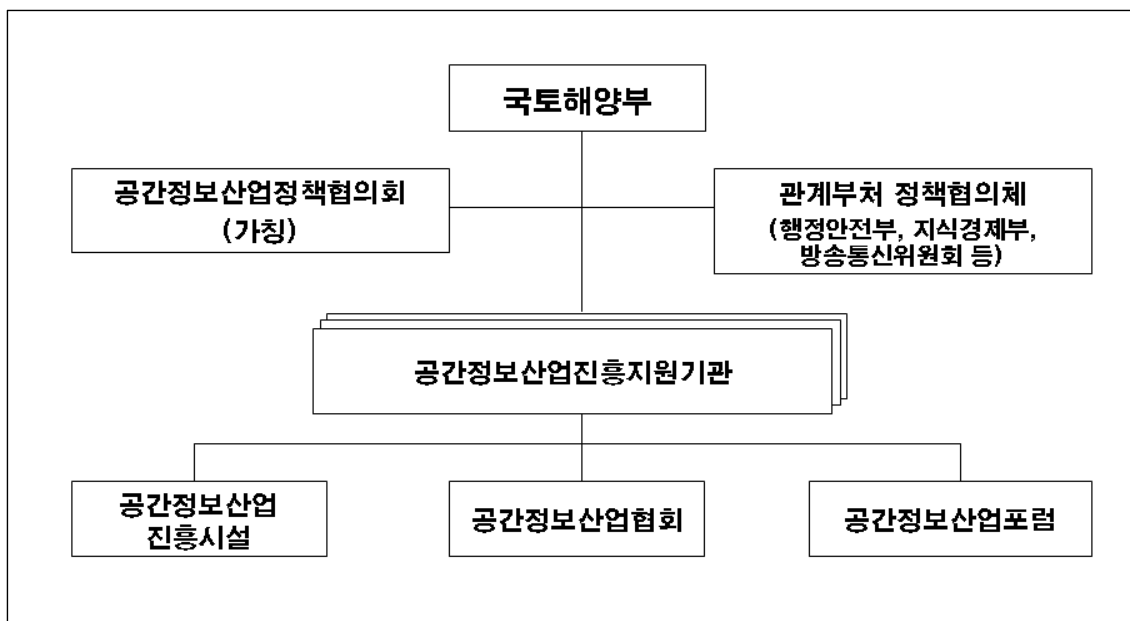 국토해양부
공간정보산업정책협의회
(가칭)
관계부처 정책협의체
(행정안전부, 지식경제부,
방송통신위원회 등)
공간정보산업진흥지원기관
공간정보산업
진흥시설
공간정보산업협회
공간정보산업포럼